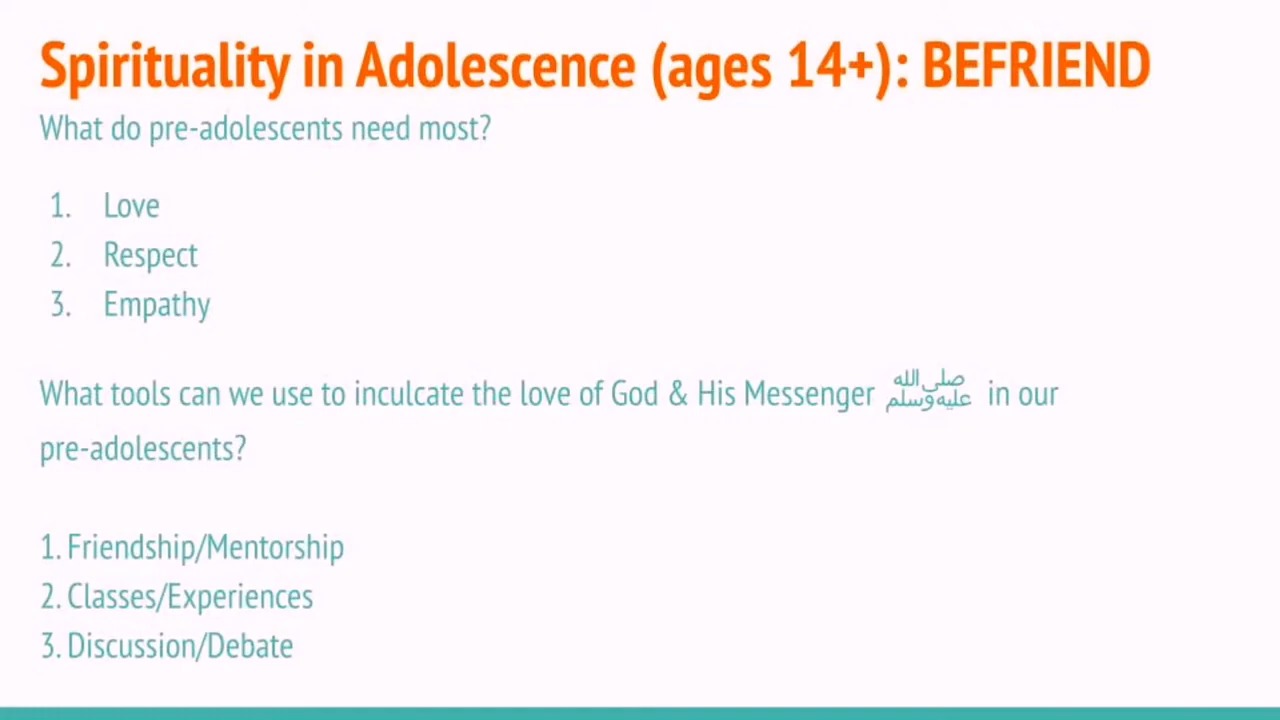 Spirituality in Adolescence (ages 14+): BEFRIEND
What do pre-adolescents need most?
1. Love
2. Respect
3. Empathy
What tools can we use to inculcate the love of God & His Messenger صلى الله عليه وسلم in our
pre-adolescents?
1. Friendship/Mentorship
2. Classes/Experiences
3. Discussion/Debate